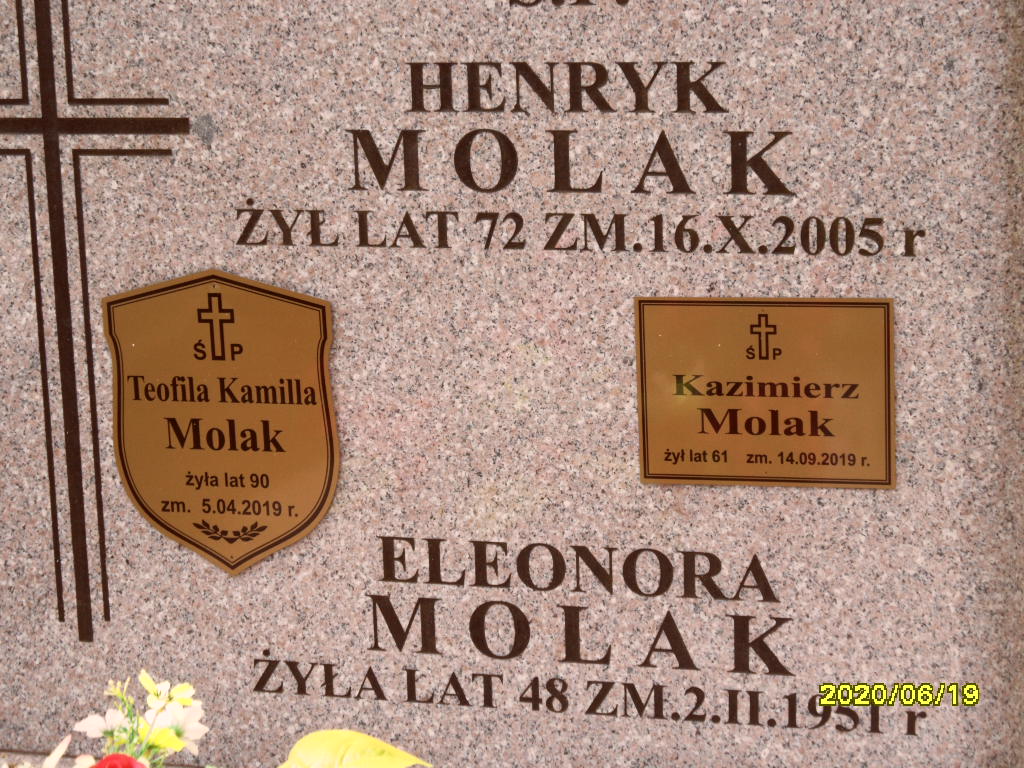 Ś.P.
HENRYK
MOLAK
ŻYŁ LAT 72 ZM.16.X.2005 r
Ś P
Teofila Kamilla
Molak
żyła lat 90
zm. 5.04.2019 r.
Ś P
Kazimierz
Molak
żył lat 61 zm. 14.09.2019 r.
ELEONORA
MOLAK
ŻYŁA LAT 48 ZM.2.II.1951 r
2020/06/19